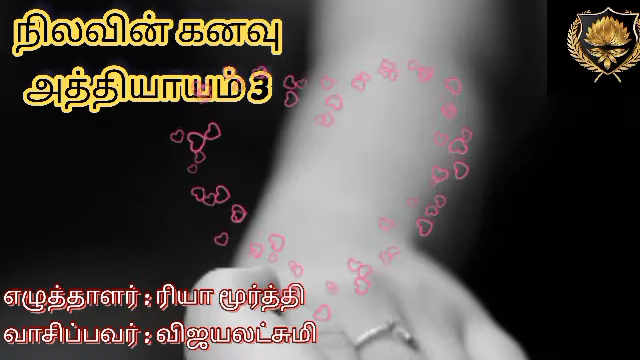 நிலவின் கனவு
அத்தியாயம் 3
எழுத்தாளர் : ரியா மூர்த்தி
வாசிப்பவர் : விஜயலட்சுமி